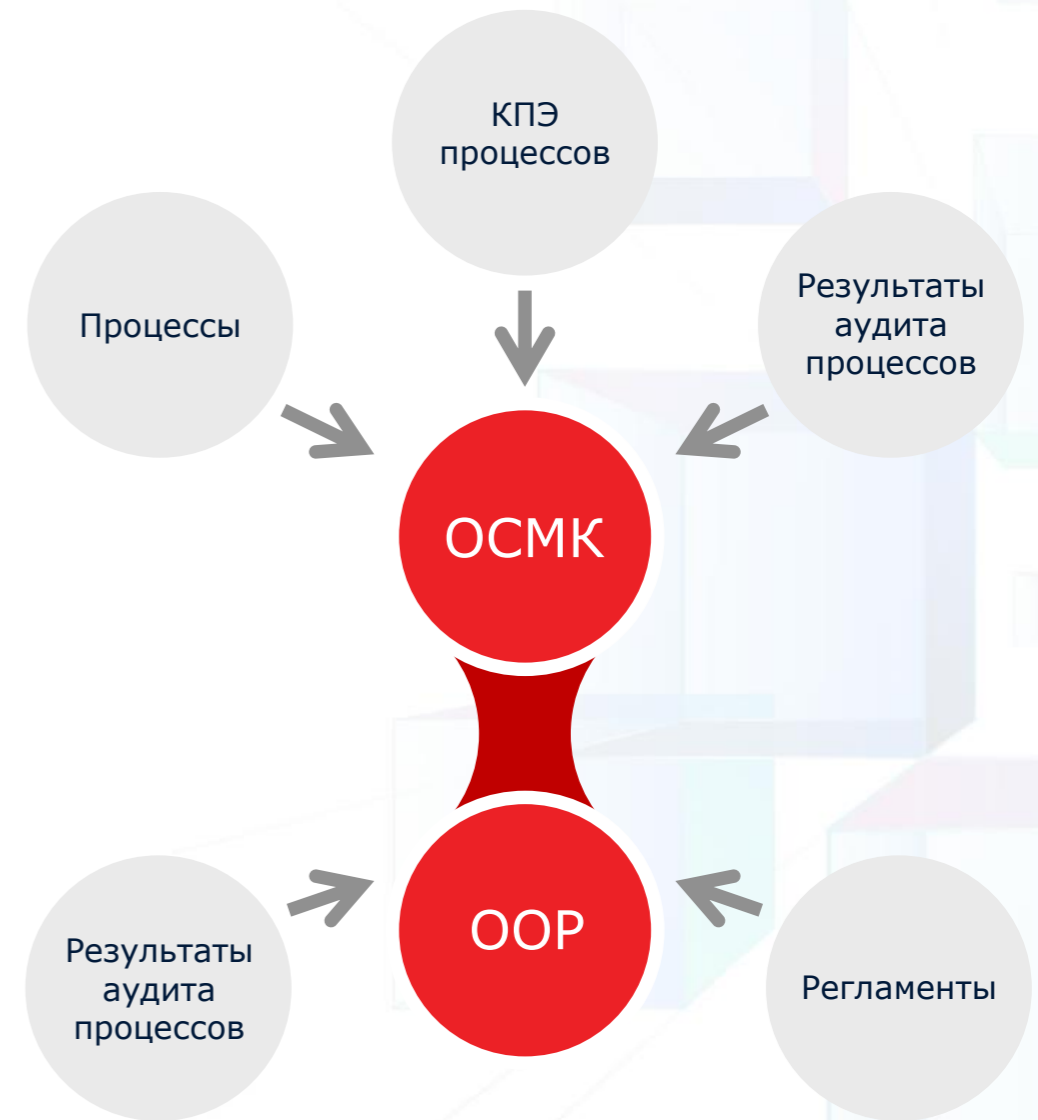 КПЭ
процессов
Процессы
Результаты
аудита
процессов
ОСМК
ООР
Результаты
аудита
процессов
Регламенты